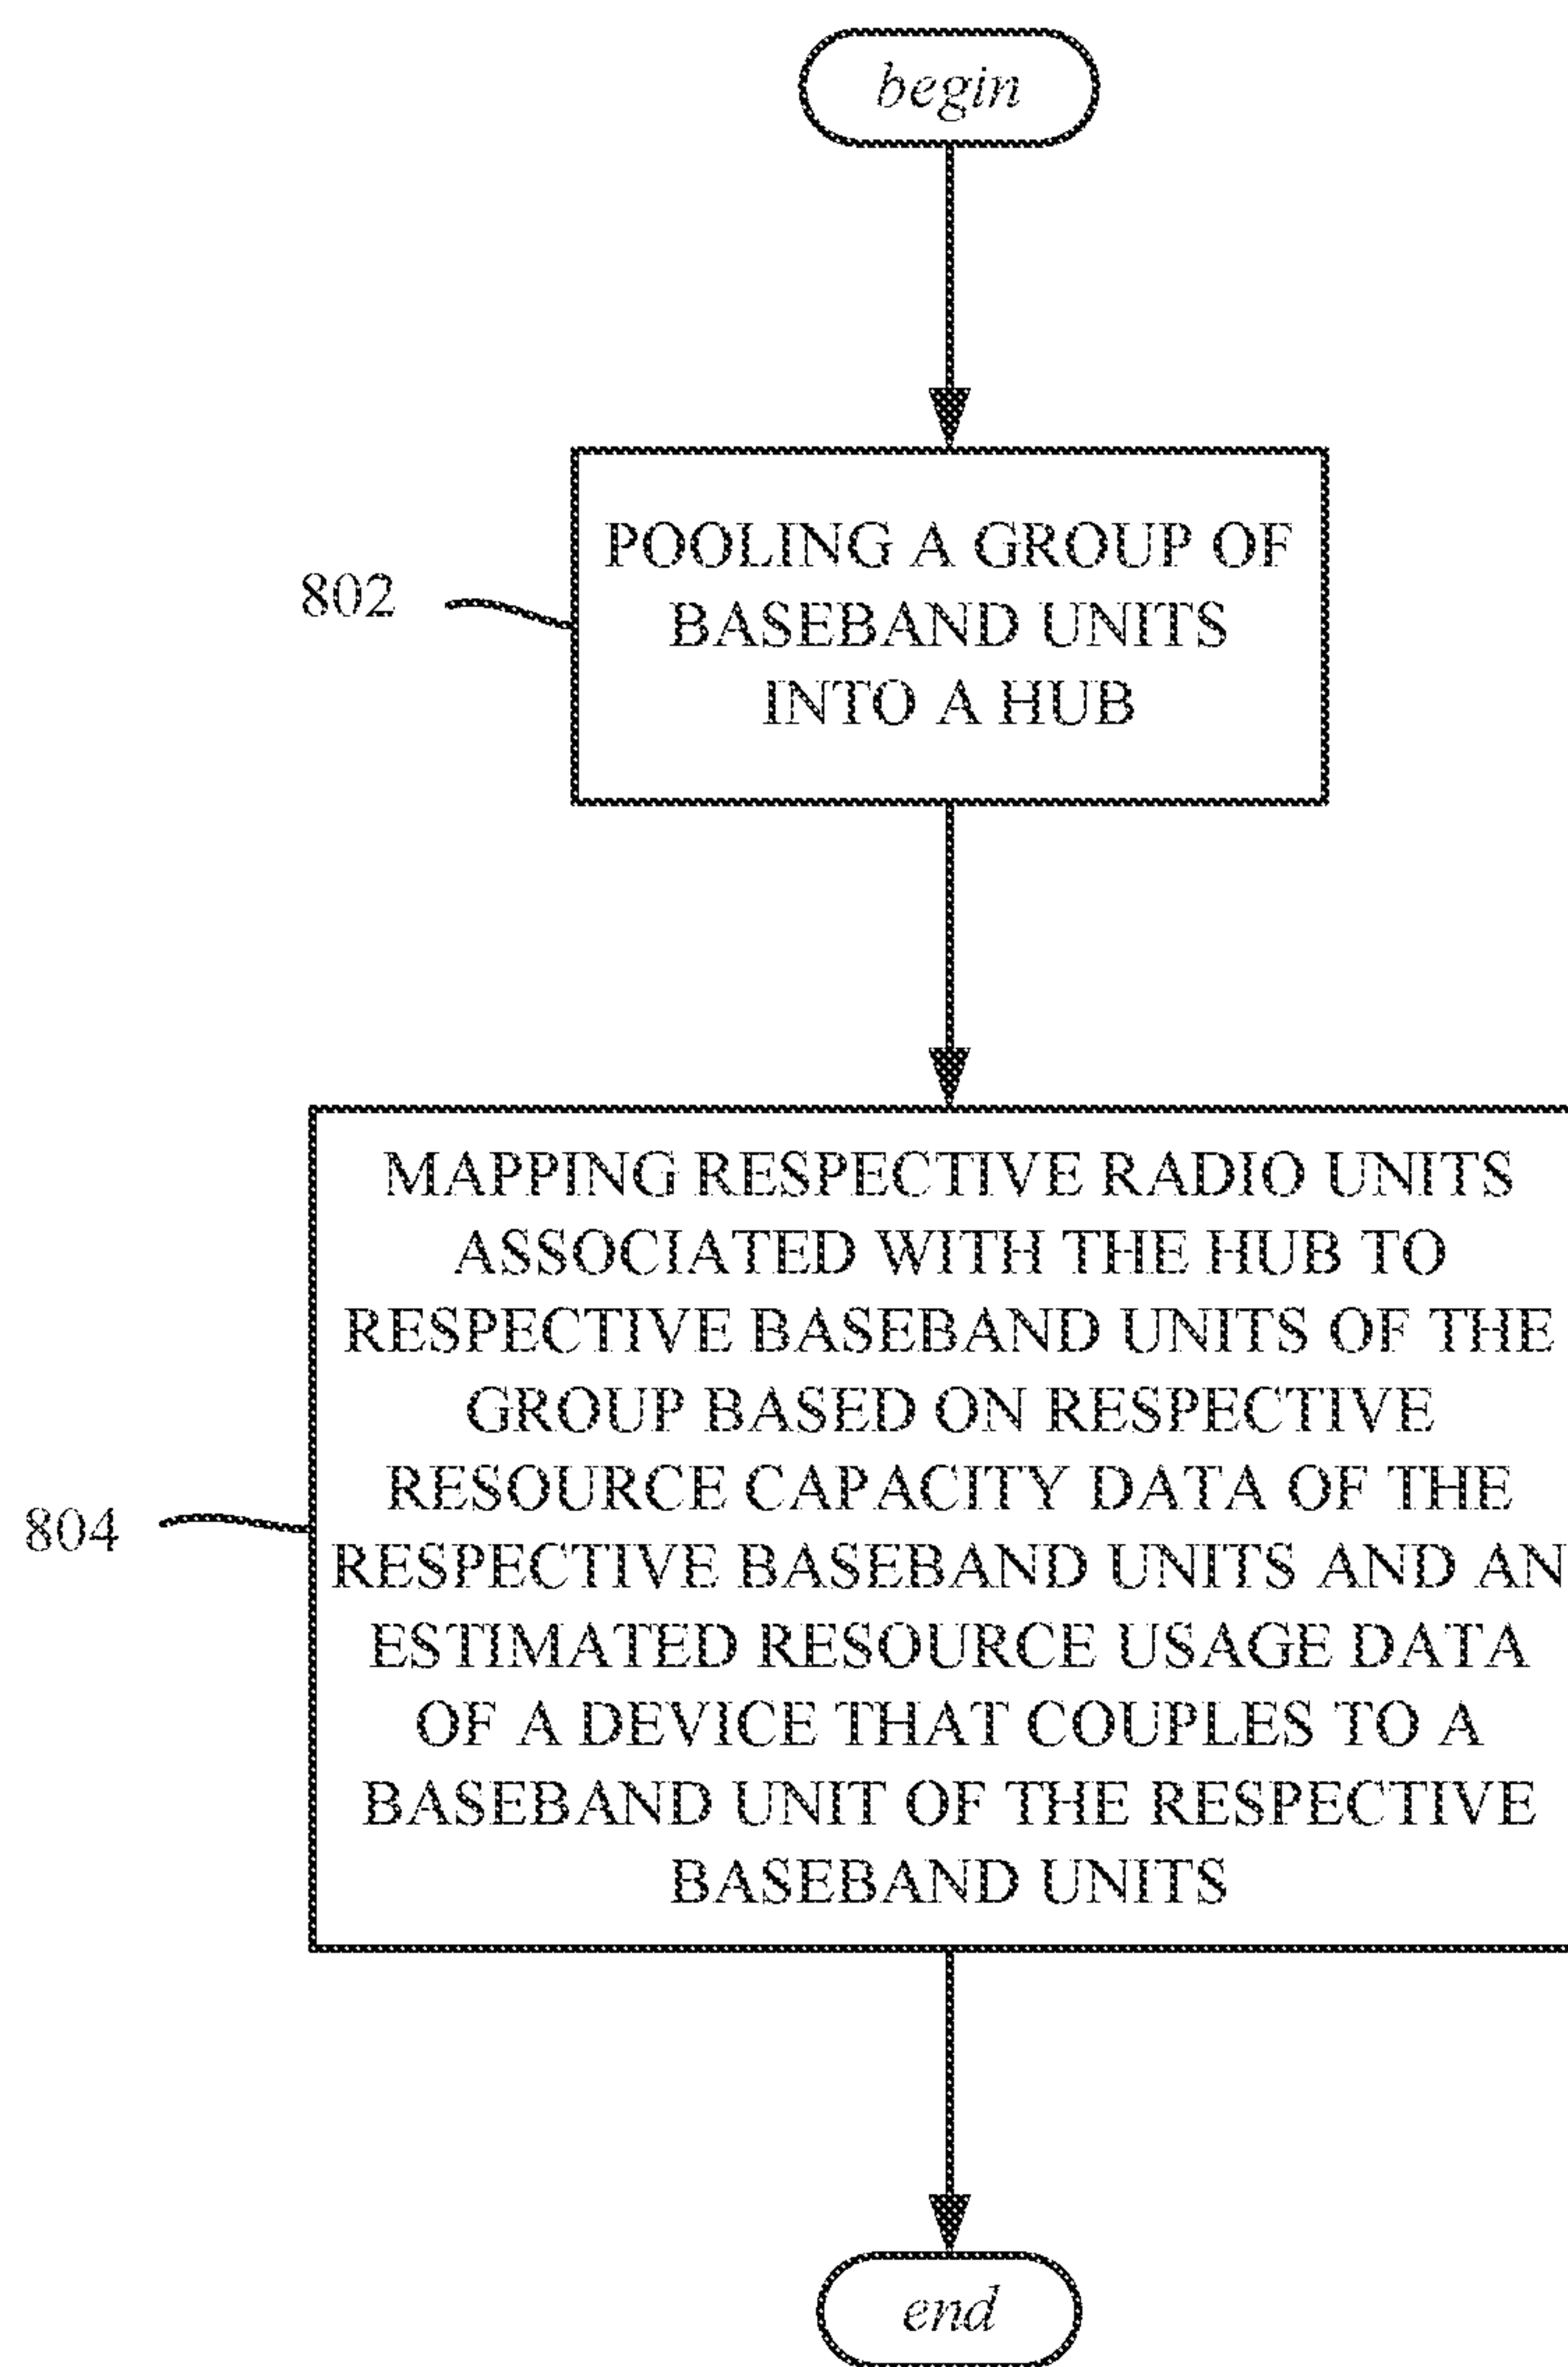 begin
802
POOLING A GROUP OF
BASEBAND UNITS
INTO A HUB
804
MAPPING RESPECTIVE RADIO UNITS
ASSOCIATED WITH THE HUB TO
RESPECTIVE BASEBAND UNITS OF THE
GROUP BASED ON RESPECTIVE
RESOURCE CAPACITY DATA OF THE
RESPECTIVE BASEBAND UNITS AND AN
ESTIMATED RESOURCE USAGE DATA
OF A DEVICE THAT COUPLES TO A
BASEBAND UNIT OF THE RESPECTIVE
BASEBAND UNITS
end